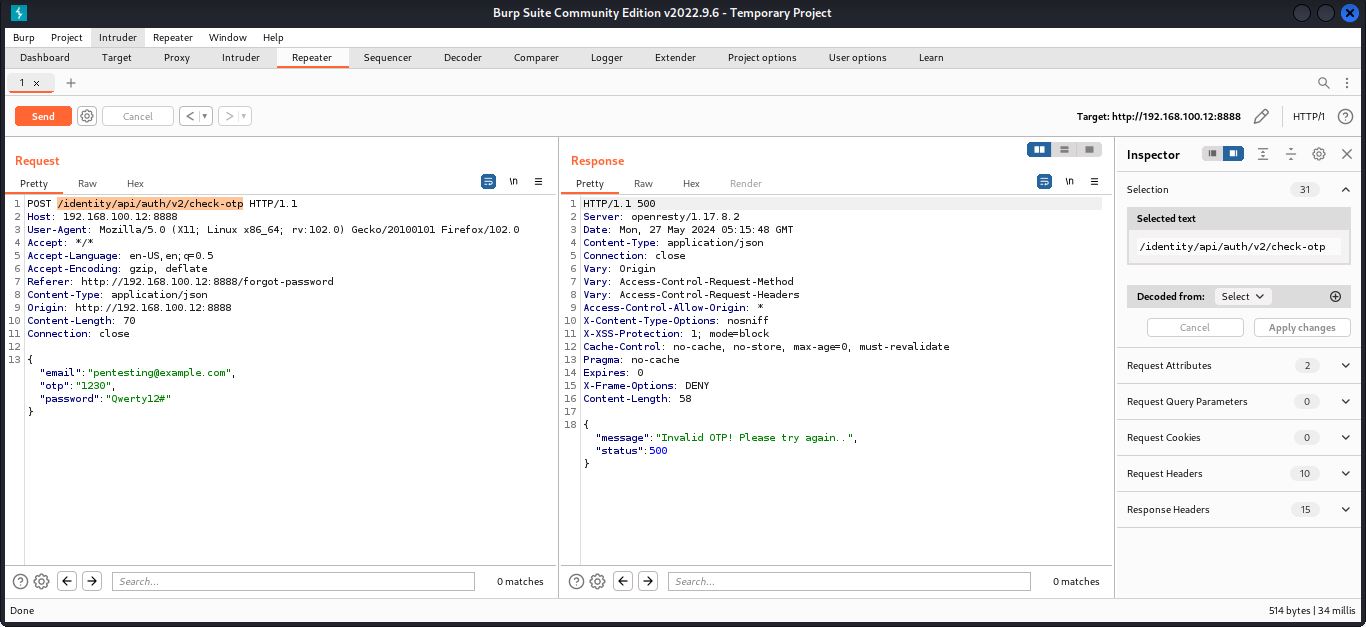 Burp Suite Community Edition v2022.9.6 - Temporary Project
Burp Project Intruder Repeater Window Help
Dashboard Target Proxy Intruder Repeater Sequencer Decoder Comparer Logger Extender Project options User options Learn
1 × +
Send Cancel < > Target: http://192.168.100.12:8888 HTTP/1 ?
Request
Pretty Raw Hex \n
1 POST /identity/api/auth/v2/check-otp HTTP/1.1
2 Host: 192.168.100.12:8888
3 User-Agent: Mozilla/5.0 (X11; Linux x86_64; rv:102.0) Gecko/20100101 Firefox/102.0
4 Accept: */*
5 Accept-Language: en-US,en;q=0.5
6 Accept-Encoding: gzip, deflate
7 Referer: http://192.168.100.12:8888/forgot-password
8 Content-Type: application/json
9 Origin: http://192.168.100.12:8888
10 Content-Length: 70
11 Connection: close
12
13 {
"email":"pentesting@example.com",
"otp":"1230",
"password":"Qwerty12#"
}
? Search... 0 matches
Response
Pretty Raw Hex Render \n
1 HTTP/1.1 500
2 Server: openresty/1.17.8.2
3 Date: Mon, 27 May 2024 05:15:48 GMT
4 Content-Type: application/json
5 Connection: close
6 Vary: Origin
7 Vary: Access-Control-Request-Method
8 Vary: Access-Control-Request-Headers
9 Access-Control-Allow-Origin: *
10 X-Content-Type-Options: nosniff
11 X-XSS-Protection: 1; mode=block
12 Cache-Control: no-cache, no-store, max-age=0, must-revalidate
13 Pragma: no-cache
14 Expires: 0
15 X-Frame-Options: DENY
16 Content-Length: 58
17
18 {
"message":"Invalid OTP! Please try again..",
"status":500
}
? Search... 0 matches
Inspector
Selection 31
Selected text
/identity/api/auth/v2/check-otp
Decoded from: Select
Cancel Apply changes
Request Attributes 2
Request Query Parameters 0
Request Cookies 0
Request Headers 10
Response Headers 15
Done 514 bytes | 34 millis